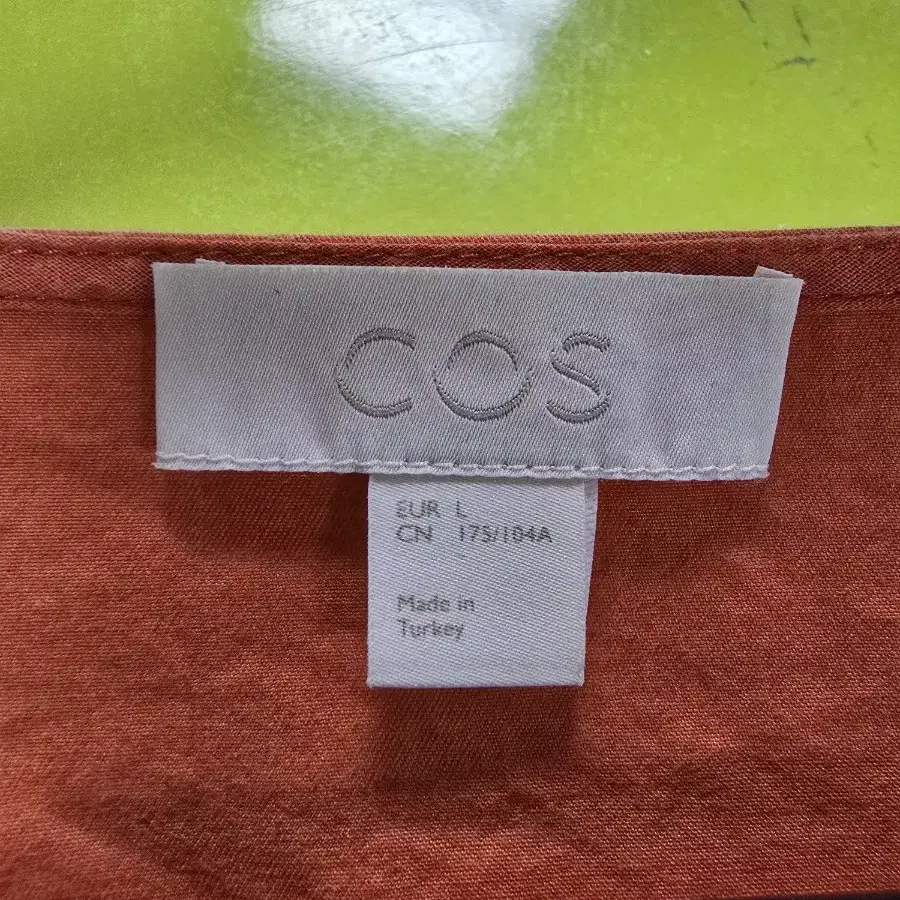 COS
EUR L
CN 175/104A
Made in
Turkey